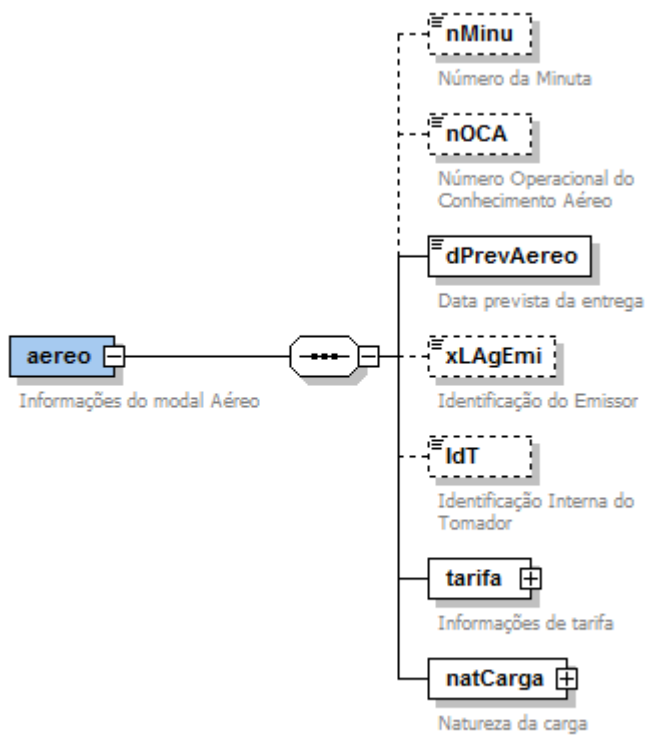 nMinu
Número da Minuta
nOCA
Número Operacional do
Conhecimento Aéreo
dPrevAereo
Data prevista da entrega
aereo
Informações do modal Aéreo
xLAgEmi
Identificação do Emissor
IdT
Identificação Interna do
Tomador
tarifa
Informações de tarifa
natCarga
Natureza da carga